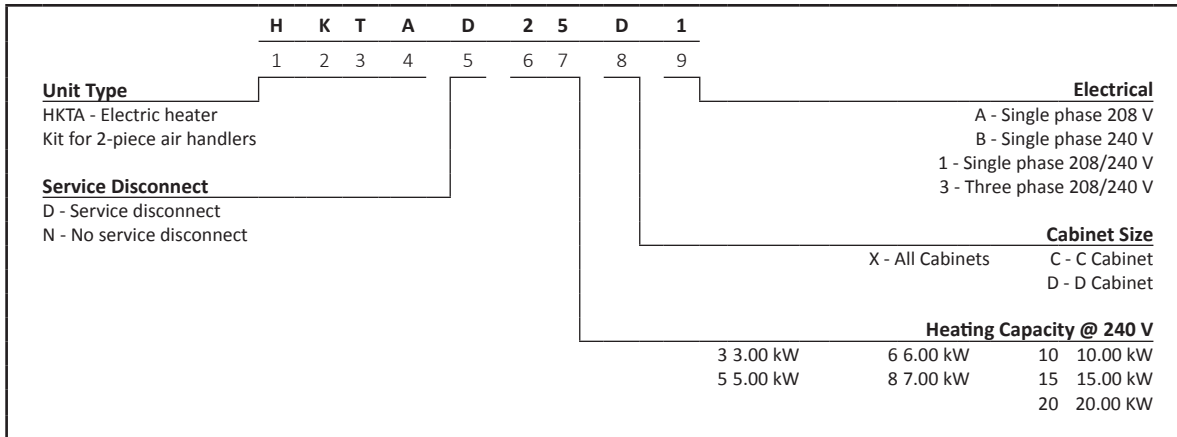 H K T A D 2 5 D 1
1 2 3 4 5 6 7 8 9
Unit Type
HKTA - Electric heater
Kit for 2-piece air handlers
Service Disconnect
D - Service disconnect
N - No service disconnect
Electrical
A - Single phase 208 V
B - Single phase 240 V
1 - Single phase 208/240 V
3 - Three phase 208/240 V
Cabinet Size
X - All Cabinets C - C Cabinet
D - D Cabinet
Heating Capacity @ 240 V
3 3.00 kW 6 6.00 kW 10 10.00 kW
5 5.00 kW 8 7.00 kW 15 15.00 kW
20 20.00 KW